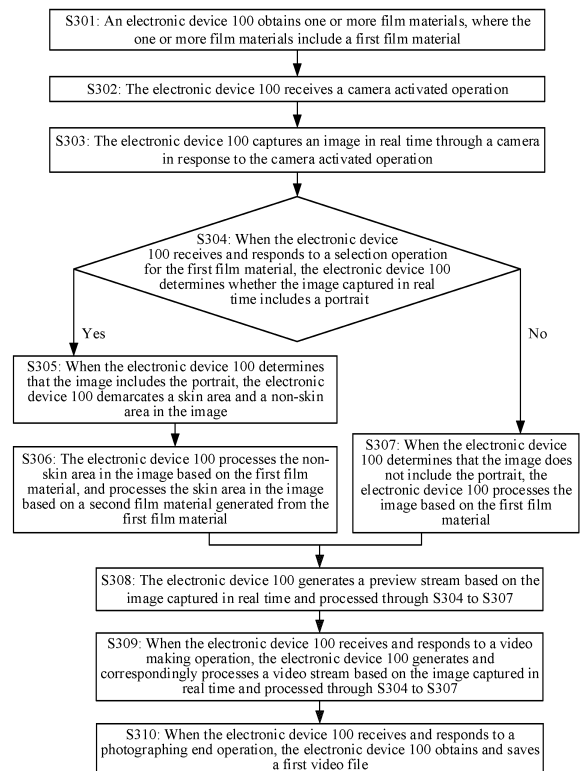 S301: An electronic device 100 obtains one or more film materials, where the
one or more film materials include a first film material
S302: The electronic device 100 receives a camera activated operation
S303: The electronic device 100 captures an image in real time through a camera
in response to the camera activated operation
S304: When the electronic device
100 receives and responds to a selection operation
for the first film material, the electronic device 100
determines whether the image captured in real
time includes a portrait
Yes
No
S305: When the electronic device 100 determines
that the image includes the portrait, the electronic
device 100 demarcates a skin area and a non-skin
area in the image
S306: The electronic device 100 processes the non-
skin area in the image based on the first film
material, and processes the skin area in the image
based on a second film material generated from the
first film material
S307: When the electronic device
100 determines that the image does
not include the portrait, the
electronic device 100 processes the
image based on the first film
material
S308: The electronic device 100 generates a preview stream based on the
image captured in real time and processed through S304 to S307
S309: When the electronic device 100 receives and responds to a video
making operation, the electronic device 100 generates and
correspondingly processes a video stream based on the image captured in
real time and processed through S304 to S307
S310: When the electronic device 100 receives and responds to a
photographing end operation, the electronic device 100 obtains and saves
a first video file